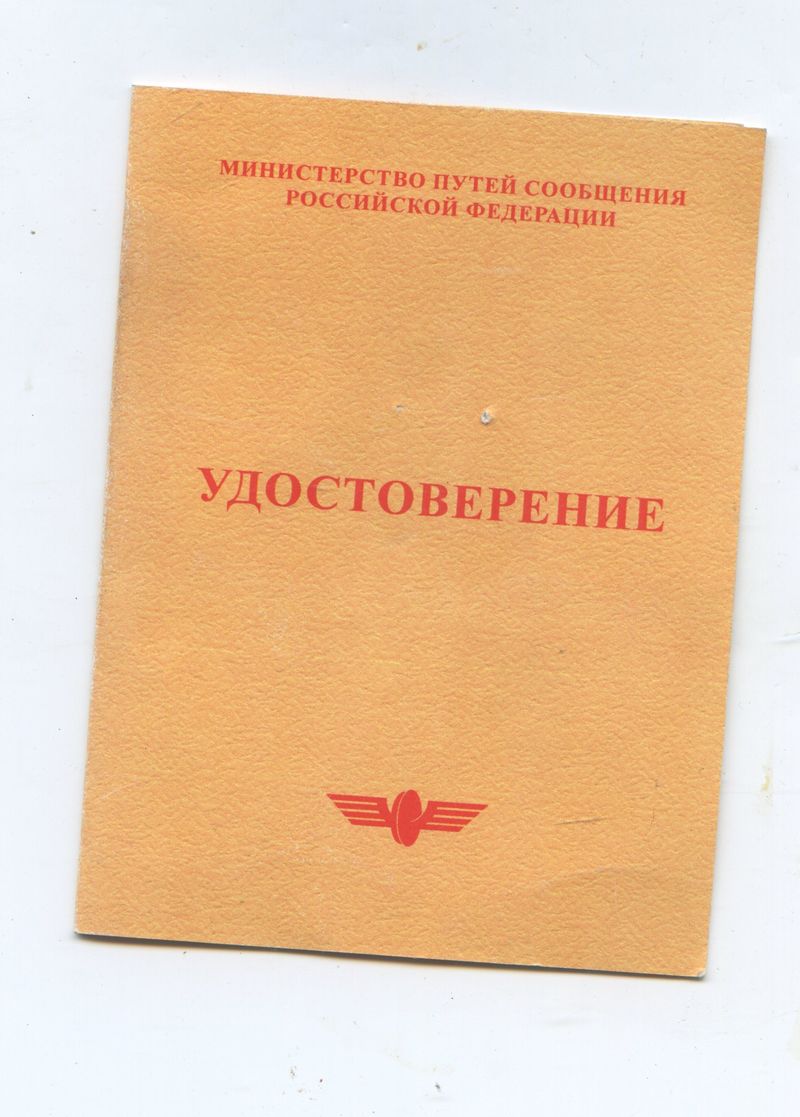 МИНИСТЕРСТВО ПУТЕЙ СООБЩЕНИЯ
РОССИЙСКОЙ ФЕДЕРАЦИИ
УДОСТОВЕРЕНИЕ